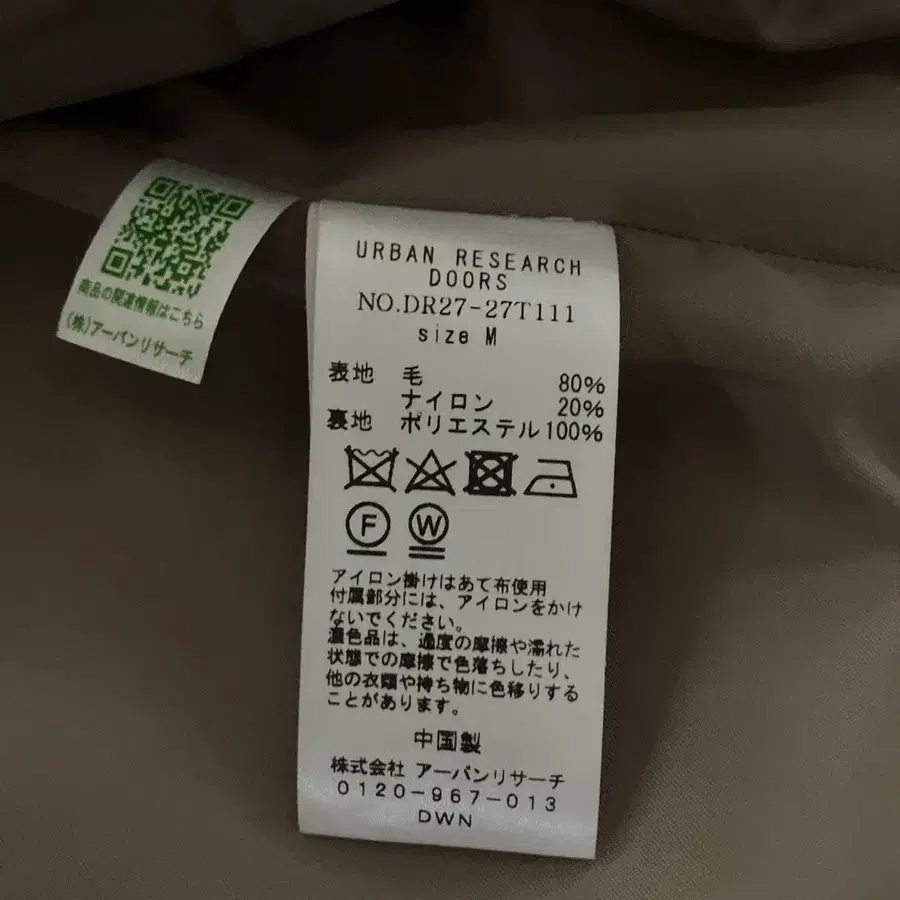 商品の関連情報はこちら
(株)アーバンリサーチ
URBAN RESEARCH
DOORS
NO.DR27-27T111
size M
表地 毛 80%
ナイロン 20%
裏地 ポリエステル 100%
F W
アイロン掛けはあて布使用
付属部分には、アイロンをかけ
ないでください。
濃色品は、過度の摩擦や濡れた
状態での摩擦で色落ちしたり、
他の衣類や持ち物に色移りする
ことがあります。
中国製
株式会社 アーバンリサーチ
0120-967-013
DWN